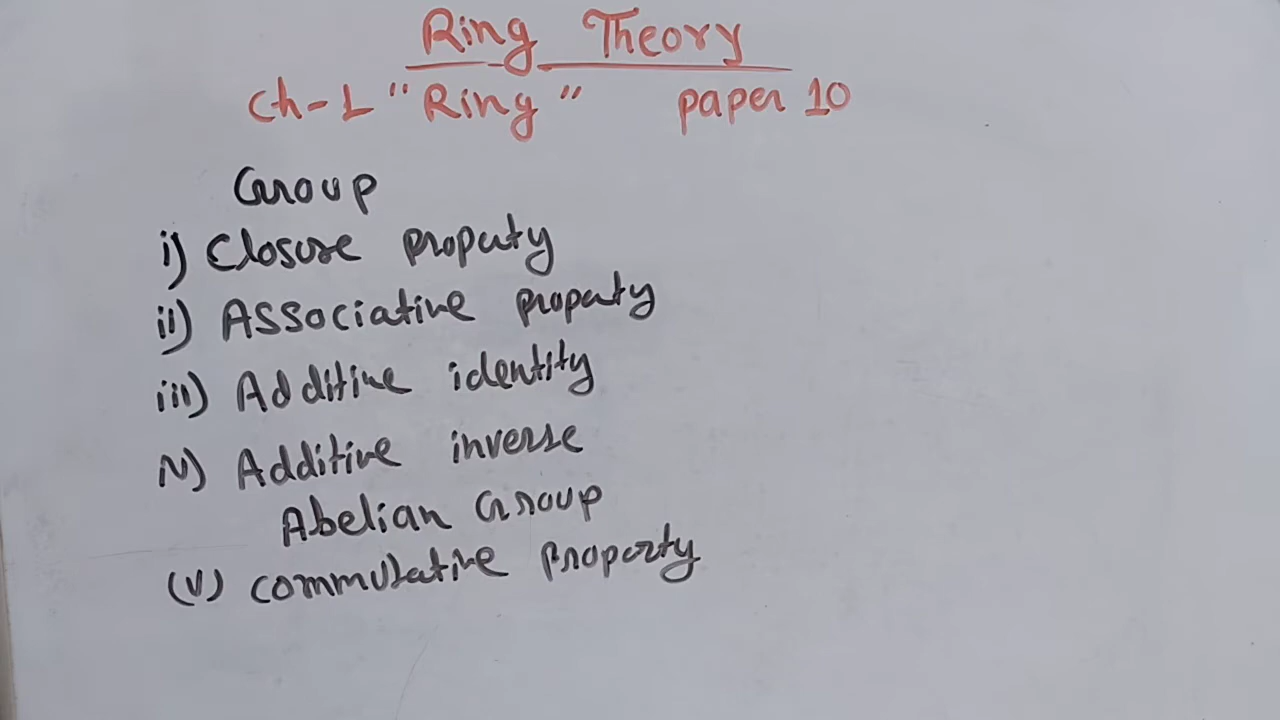 Ring Theory
Ch-1 "Ring" paper 10
Group
i) Closure property
ii) Associative property
iii) Additive identity
iv) Additive inverse
Abelian Group
(v) commutative property